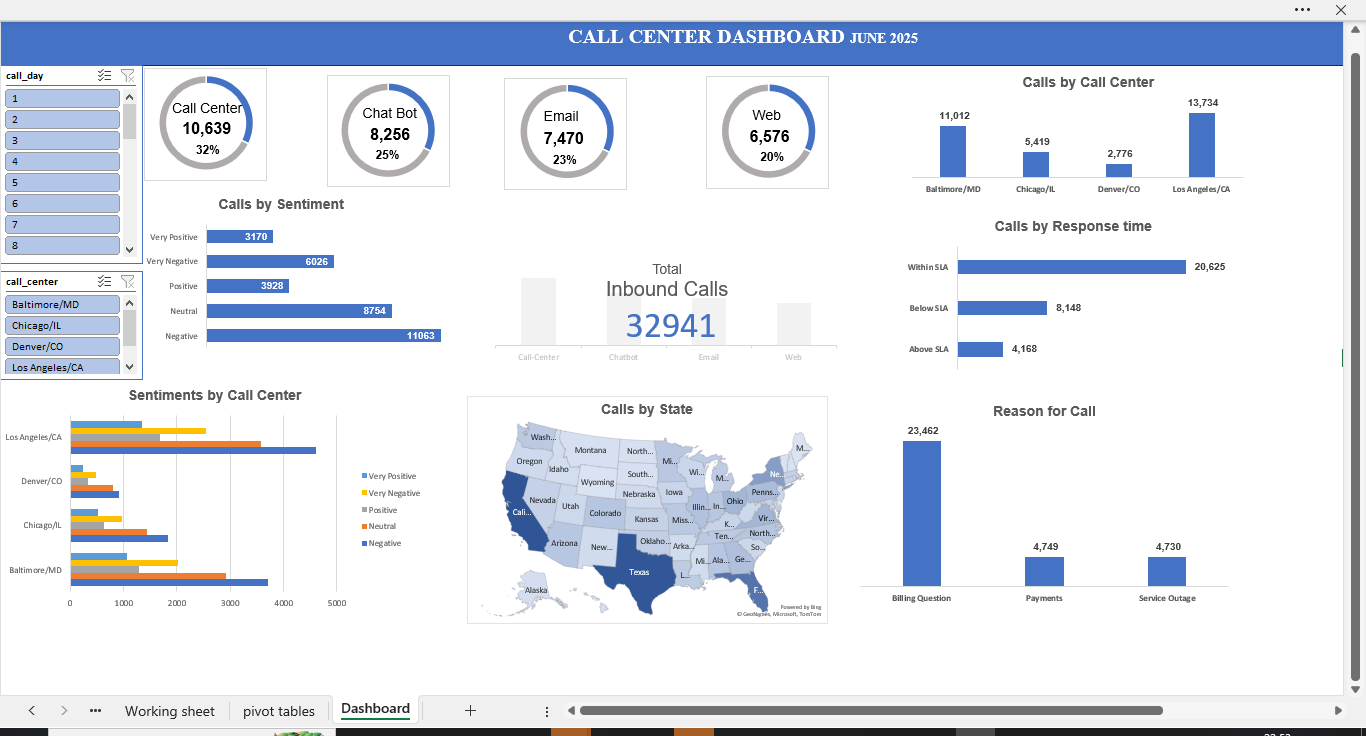 CALL CENTER DASHBOARD JUNE 2025
call_day
1
2
3
4
5
6
7
8
call_center
Baltimore/MD
Chicago/IL
Denver/CO
Los Angeles/CA
Call Center
10,639
32%
Chat Bot
8,256
25%
Email
7,470
23%
Web
6,576
20%
Calls by Call Center
11,012
5,419
2,776
13,734
Baltimore/MD
Chicago/IL
Denver/CO
Los Angeles/CA
Calls by Sentiment
Very Positive
3170
Very Negative
6026
Positive
3928
Neutral
8754
Negative
11063
Total
Inbound Calls
32941
Call-Center
Chatbot
Email
Web
Calls by Response time
Within SLA
20,625
Below SLA
8,148
Above SLA
4,168
Sentiments by Call Center
Los Angeles/CA
Denver/CO
Chicago/IL
Baltimore/MD
0
1000
2000
3000
4000
5000
Very Positive
Very Negative
Positive
Neutral
Negative
Calls by State
Wash...
Montana
North...
Mi...
M...
Oregon
Idaho
South...
Wi...
M...
Ne...
Wyoming
Nebraska
Iowa
Penns...
Nevada
Utah
Colorado
Illin...
In...
Ohio
Cali...
Kansas
Miss...
K...
Vir...
Arizona
New...
Oklaho...
Arka...
Ten...
North...
Texas
L...
Mi...
Ala...
Ge...
So...
Alaska
F...
Powered by Bing
© GeoNames, Microsoft, TomTom
Reason for Call
23,462
4,749
4,730
Billing Question
Payments
Service Outage
Working sheet
pivot tables
Dashboard